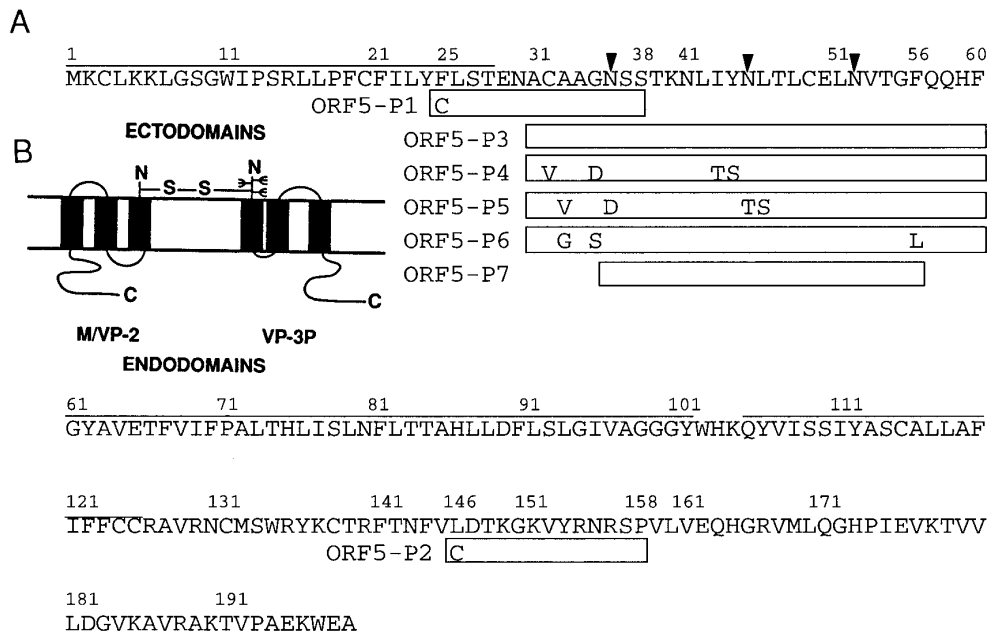 A
1 11 21 25 31 38 41 51 56 60
MKCLKKLGSGWIPSRLLPFCFILYFLSTENACAAGNSSTKNLIYNLTLCELNVTGFQQHF
ORF5-P1 C
ORF5-P3
ORF5-P4 V D TS
ORF5-P5 V D TS
ORF5-P6 G S L
ORF5-P7
B
ECTODOMAINS
N S S N
C C
M/VP-2 VP-3P
ENDODOMAINS
61 71 81 91 101 111
GYAVETFVIFPALTHLISLNFLTTAHLLDFLSLGIVAGGGYWHKQYVISSIYASCALLAF
121 131 141 146 151 158 161 171
IFFCCRAVRNCMSWRYKCTRFTNFVLDTKGKVYRNRSPVLVEQHGRVMLQGHPIEVKTVV
ORF5-P2 C
181 191
LDGVKAVRAKTVPAEKWEA